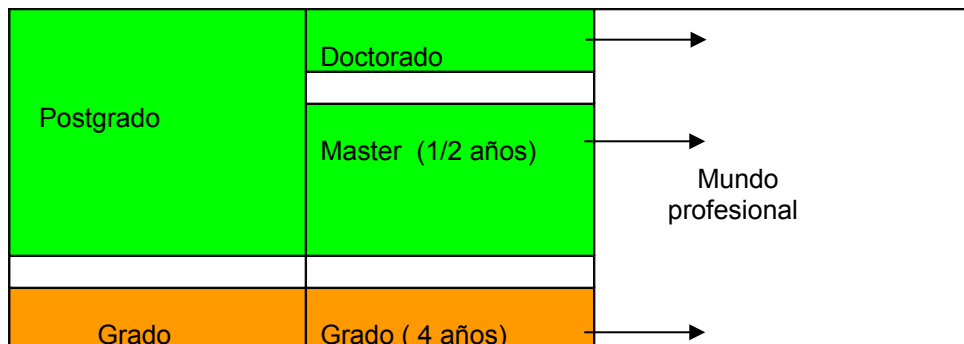 Doctorado
Postgrado
Master (1/2 años)
Mundo
profesional
Grado
Grado ( 4 años)